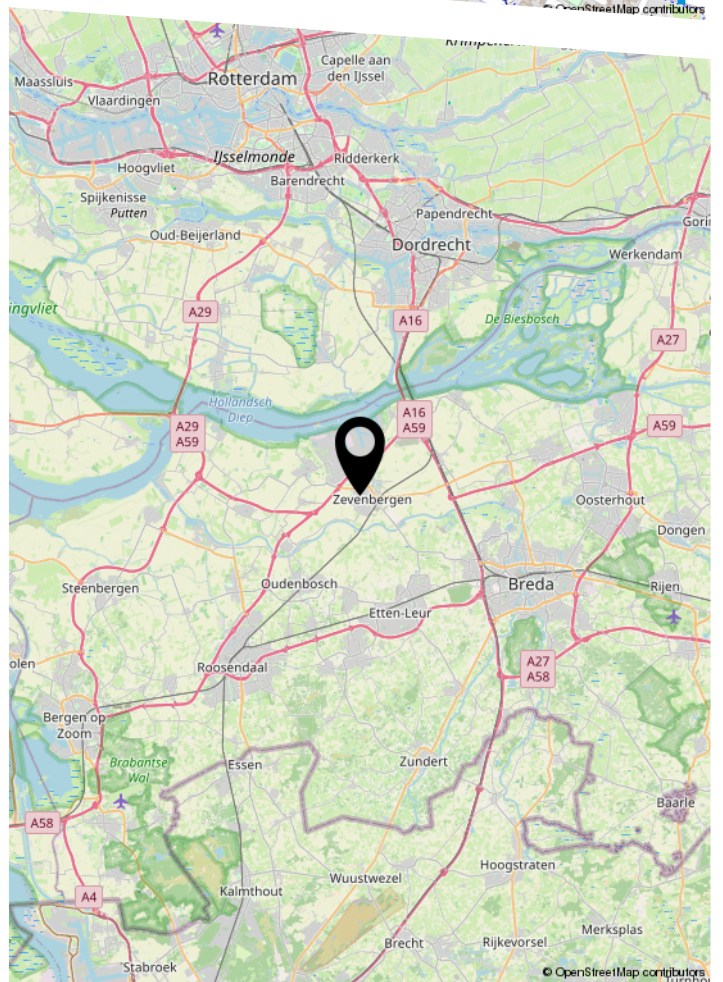 © OpenStreetMap contributors
Capelle aan
den IJssel
Maassluis
Rotterdam
Vlaardingen
IJsselmonde
Ridderkerk
Hoogvliet
Barendrecht
Spijkenisse
Putten
Papendrecht
Oud-Beijerland
Dordrecht
Werkendam
A29
A16
De Biesbosch
A27
Hollandsch
Diep
A16
A59
A29
A59
A59
Zevenbergen
Oosterhout
Dongen
Steenbergen
Oudenbosch
Breda
Rijen
Etten-Leur
Roosendaal
A27
A58
Bergen op
Zoom
Brabantse
Wal
Essen
Zundert
Baarle
A58
Hoogstraten
Wuustwezel
Kalmthout
A4
Merksplas
Brecht
Rijkevorsel
Stabroek
© OpenStreetMap contributors